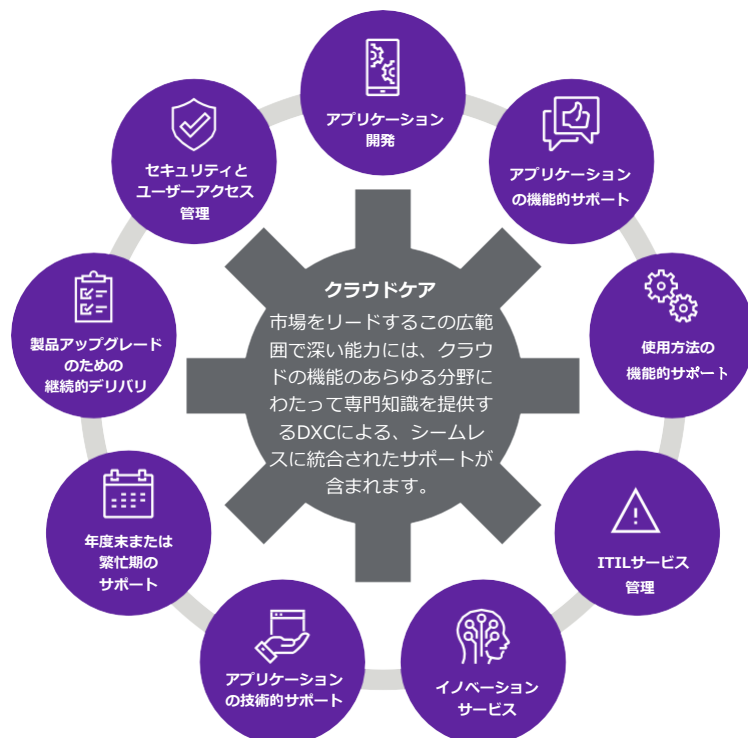 アプリケーション
開発
アプリケーション
の機能的サポート
使用方法の
機能的サポート
ITILサービス
管理
イノベーション
サービス
アプリケーション
の技術的サポート
年度末または
繁忙期の
サポート
製品アップグレード
のための
継続的デリバリ
セキュリティと
ユーザーアクセス
管理
クラウドケア
市場をリードするこの広範
囲で深い能力には、クラウ
ドの機能のあらゆる分野に
わたって専門知識を提供す
るDXCによる、シームレ
スに統合されたサポートが
含まれます。